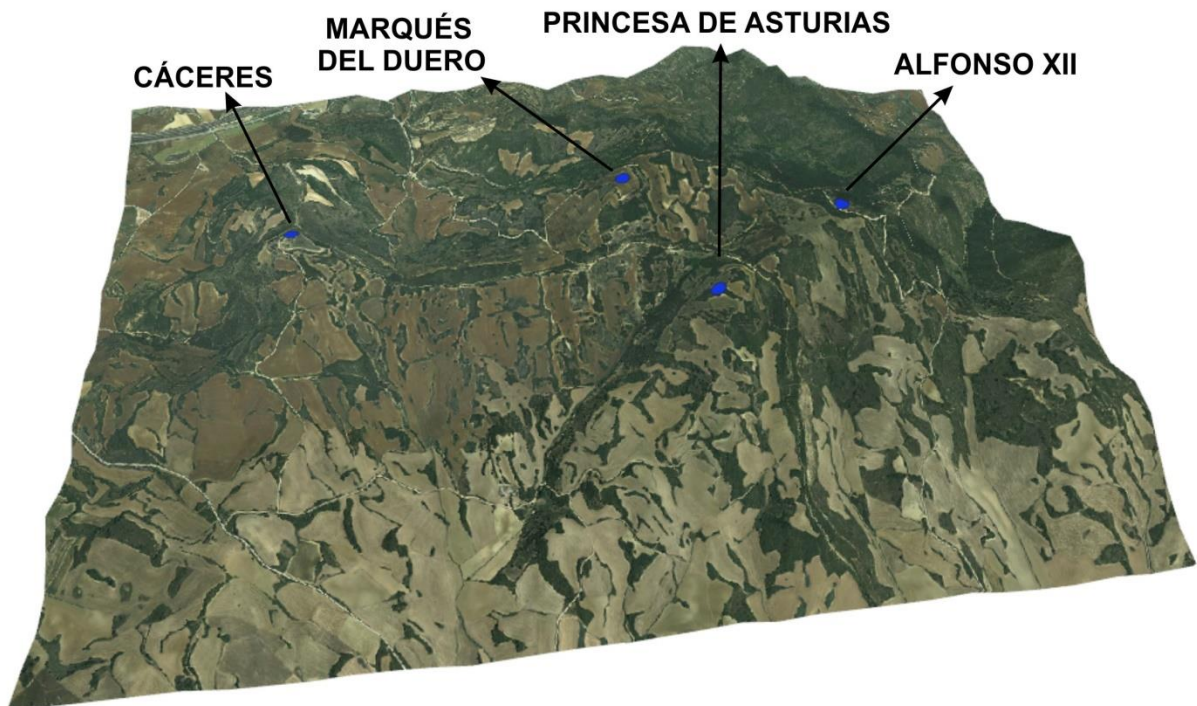 CÁCERES
MARQUÉS
DEL DUERO
PRINCESA DE ASTURIAS
ALFONSO XII